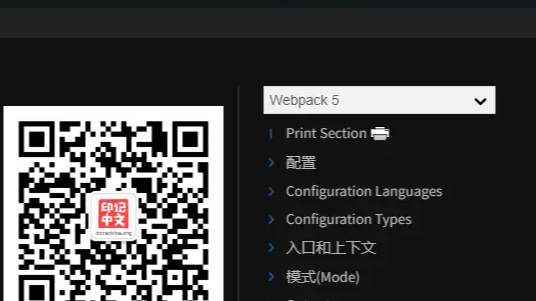 Webpack 5
Print Section
配置
印记
中文
docschina.org
Configuration Languages
Configuration Types
入口和上下文
模式(Mode)